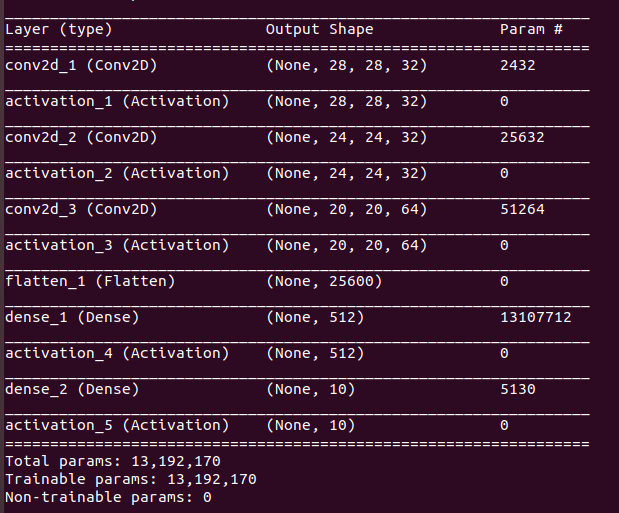 _________________________________________________________________
Layer (type)                 Output Shape              Param #
=================================================================
conv2d_1 (Conv2D)            (None, 28, 28, 32)        2432
_________________________________________________________________
activation_1 (Activation)    (None, 28, 28, 32)        0
_________________________________________________________________
conv2d_2 (Conv2D)            (None, 24, 24, 32)        25632
_________________________________________________________________
activation_2 (Activation)    (None, 24, 24, 32)        0
_________________________________________________________________
conv2d_3 (Conv2D)            (None, 20, 20, 64)        51264
_________________________________________________________________
activation_3 (Activation)    (None, 20, 20, 64)        0
_________________________________________________________________
flatten_1 (Flatten)          (None, 25600)             0
_________________________________________________________________
dense_1 (Dense)              (None, 512)               13107712
_________________________________________________________________
activation_4 (Activation)    (None, 512)               0
_________________________________________________________________
dense_2 (Dense)              (None, 10)                5130
_________________________________________________________________
activation_5 (Activation)    (None, 10)                0
=================================================================
Total params: 13,192,170
Trainable params: 13,192,170
Non-trainable params: 0